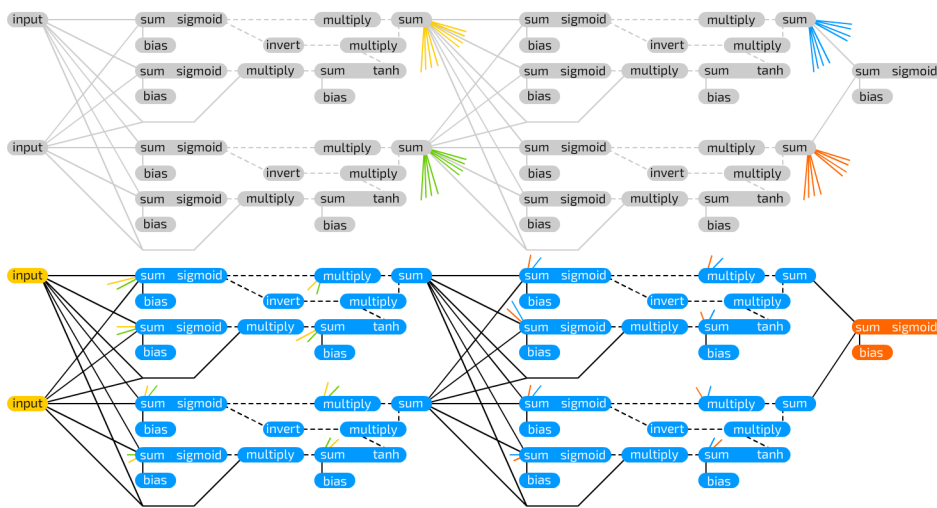 input sum sigmoid multiply sum sum sigmoid multiply sum
bias invert multiply bias invert multiply
sum sigmoid multiply sum tanh sum sigmoid multiply sum tanh sum sigmoid
bias bias bias bias bias
input sum sigmoid multiply sum sum sigmoid multiply sum
bias invert multiply bias invert multiply
sum sigmoid multiply sum tanh sum sigmoid multiply sum tanh
bias bias bias bias
input sum sigmoid multiply sum sum sigmoid multiply sum
bias invert multiply bias invert multiply
sum sigmoid multiply sum tanh sum sigmoid multiply sum tanh sum sigmoid
bias bias bias bias bias
input sum sigmoid multiply sum sum sigmoid multiply sum
bias invert multiply bias invert multiply
sum sigmoid multiply sum tanh sum sigmoid multiply sum tanh
bias bias bias bias